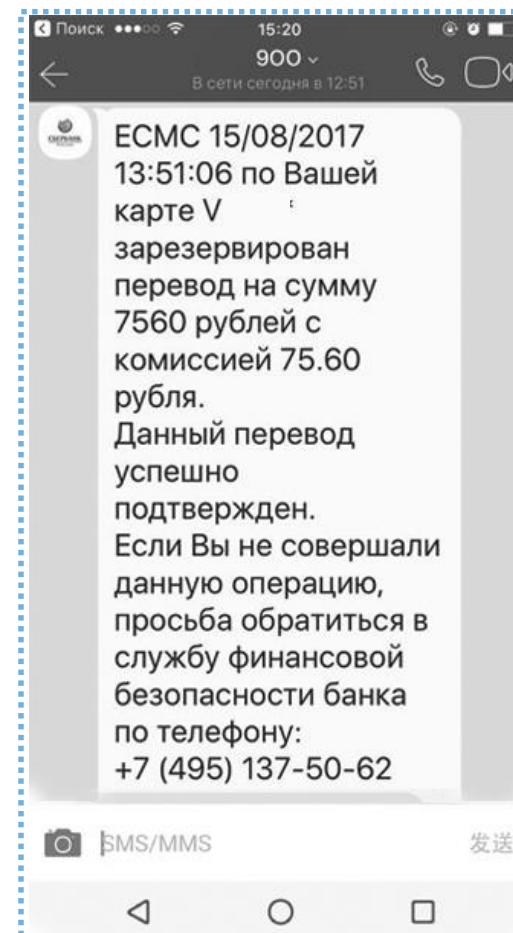 Поиск 15:20
900
В сети сегодня в 12:51
СБЕРБАНК
ЕСМС 15/08/2017
13:51:06 по Вашей
карте V
зарезервирован
перевод на сумму
7560 рублей с
комиссией 75.60
рубля.
Данный перевод
успешно
подтвержден.
Если Вы не совершали
данную операцию,
просьба обратиться в
службу финансовой
безопасности банка
по телефону:
+7 (495) 137-50-62
SMS/MMS 发送